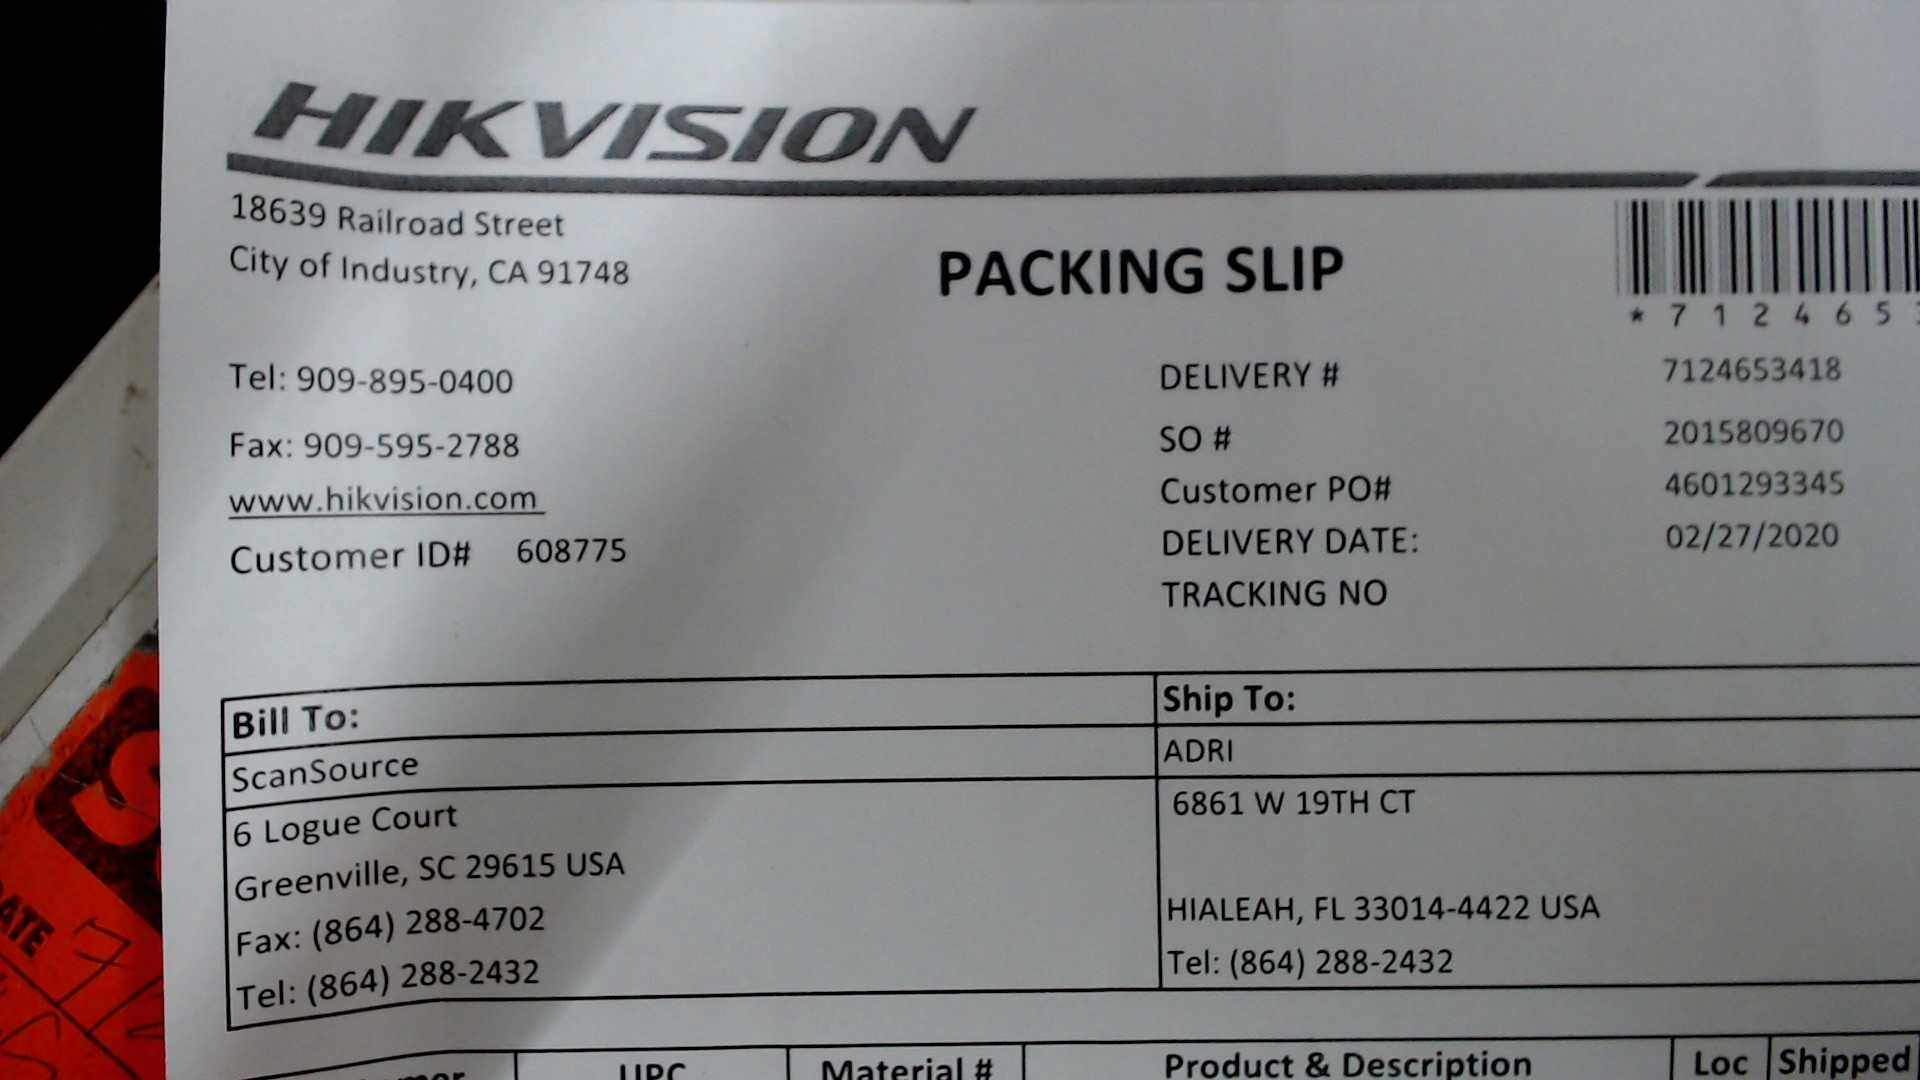 HIKVISION
18639 Railroad Street
City of Industry, CA 91748
PACKING SLIP
* 7 1 2 4 6 5
Tel: 909-895-0400
Fax: 909-595-2788
www.hikvision.com
Customer ID# 608775
DELIVERY # 7124653418
SO # 2015809670
Customer PO# 4601293345
DELIVERY DATE: 02/27/2020
TRACKING NO
Bill To:
ScanSource
6 Logue Court
Greenville, SC 29615 USA
Fax: (864) 288-4702
Tel: (864) 288-2432
Ship To:
ADRI
6861 W 19TH CT
HIALEAH, FL 33014-4422 USA
Tel: (864) 288-2432
UPC Material # Product & Description Loc Shipped